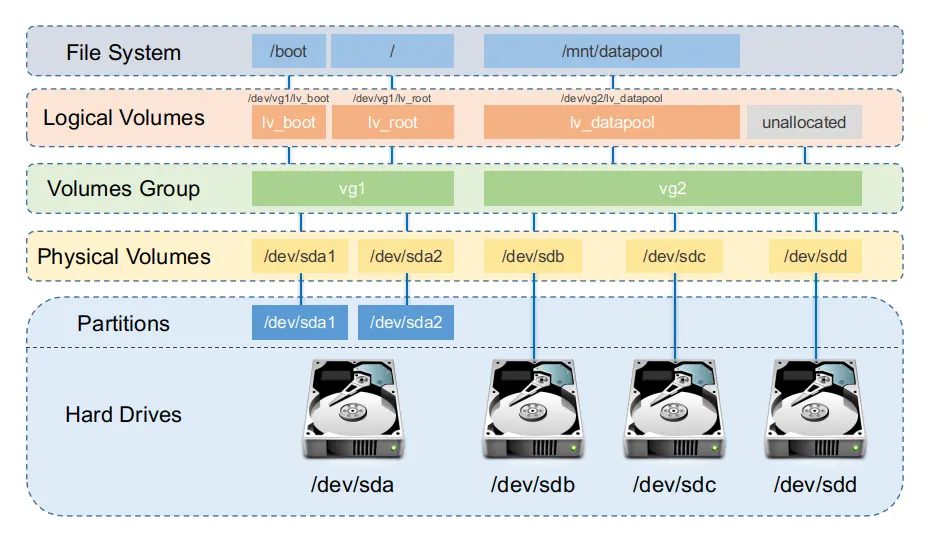 File System
/boot
/
/mnt/datapool
/dev/vg1/lv_boot
/dev/vg1/lv_root
/dev/vg2/lv_datapool
Logical Volumes
lv_boot
lv_root
lv_datapool
unallocated
Volumes Group
vg1
vg2
Physical Volumes
/dev/sda1
/dev/sda2
/dev/sdb
/dev/sdc
/dev/sdd
Partitions
/dev/sda1
/dev/sda2
Hard Drives
/dev/sda
/dev/sdb
/dev/sdc
/dev/sdd